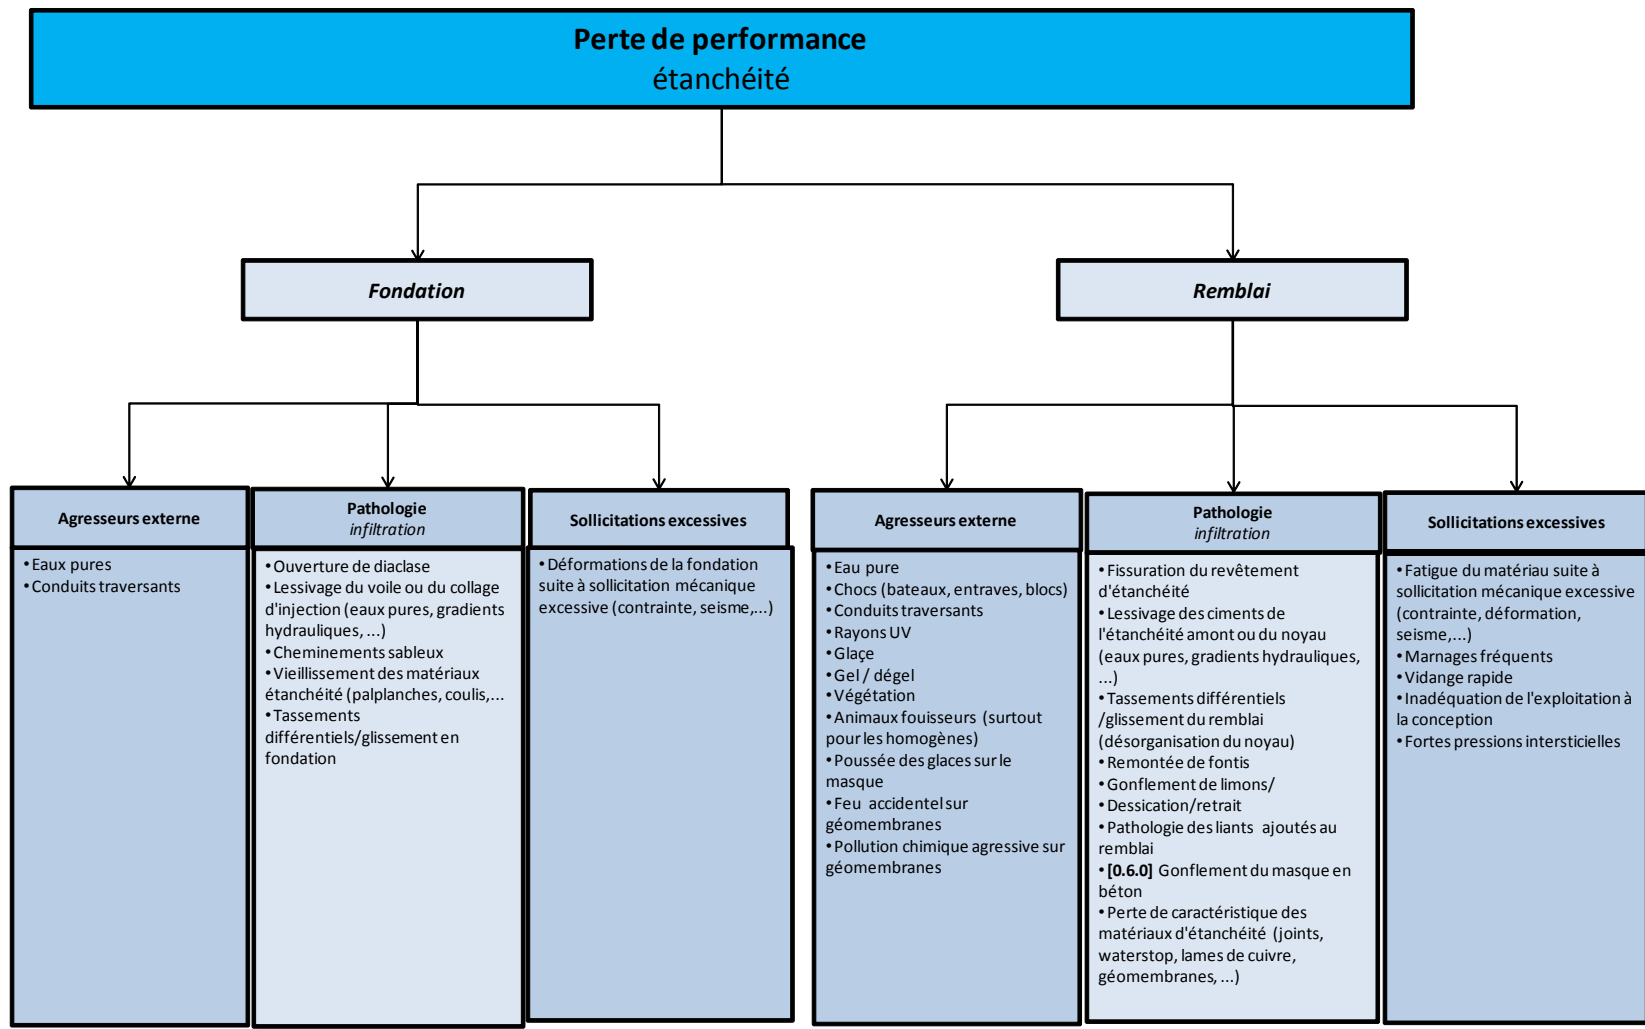 Perte de performance
étanchéité
Fondation
Remblai
Agresseurs externe
• Eaux pures
• Conduits traversants
Pathologie
infiltration
• Ouverture de diaclase
• Lessivage du voile ou du collage
d'injection (eaux pures, gradients
hydrauliques, ...)
• Cheminements sableux
• Vieillissement des matériaux
étanchéité (palplanches, coulis,...
• Tassements
différentiels/glissement en
fondation
Sollicitations excessives
• Déformations de la fondation
suite à sollicitation mécanique
excessive (contrainte, seisme,...)
Agresseurs externe
• Eau pure
• Chocs (bateaux, entraves, blocs)
• Conduits traversants
• Rayons UV
• Glaçe
• Gel / dégel
• Végétation
• Animaux fouisseurs (surtout
pour les homogènes)
• Poussée des glaces sur le
masque
• Feu accidentel sur
géomembranes
• Pollution chimique agressive sur
géomembranes
Pathologie
infiltration
• Fissuration du revêtement
d'étanchéité
• Lessivage des ciments de
l'étanchéité amont ou du noyau
(eaux pures, gradients hydrauliques,
...)
• Tassements différentiels
/glissement du remblai
(désorganisation du noyau)
• Remontée de fontis
• Gonflement de limons/
• Dessication/retrait
• Pathologie des liants ajoutés au
remblai
• [0.6.0] Gonflement du masque en
béton
• Perte de caractéristique des
matériaux d'étanchéité (joints,
waterstop, lames de cuivre,
géomembranes, ...)
Sollicitations excessives
• Fatigue du matériau suite à
sollicitation mécanique excessive
(contrainte, déformation,
seisme,...)
• Marnages fréquents
• Vidange rapide
• Inadéquation de l'exploitation à
la conception
• Fortes pressions intersticielles